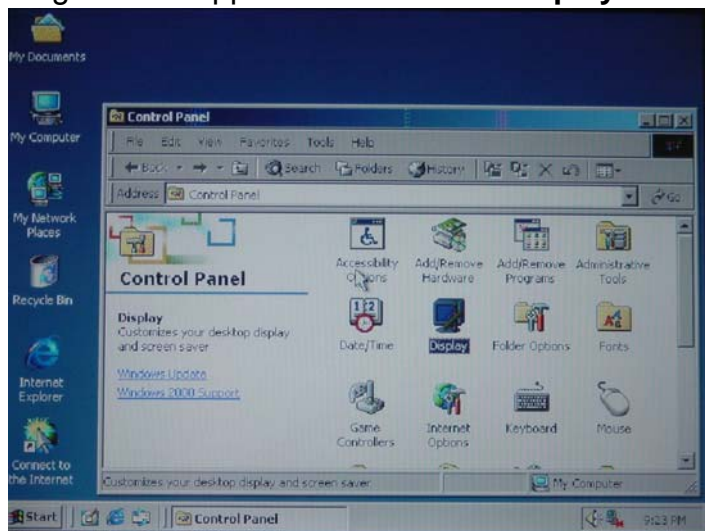 My Documents
My Computer
My Network
Places
Recycle Bin
Internet
Explorer
Connect to
the Internet
Control Panel
File Edit View Favorites Tools Help
Back Search Folders History
Address Control Panel Go
Control Panel
Display
Customizes your desktop display
and screen saver
Windows Update
Windows 2000 Support
Accessibility
Options
Add/Remove
Hardware
Add/Remove
Programs
Administrative
Tools
Date/Time
Display
Folder Options
Fonts
Game
Controllers
Internet
Options
Keyboard
Mouse
Customizes your desktop display and screen saver
My Computer
Start
Control Panel
9:23 PM